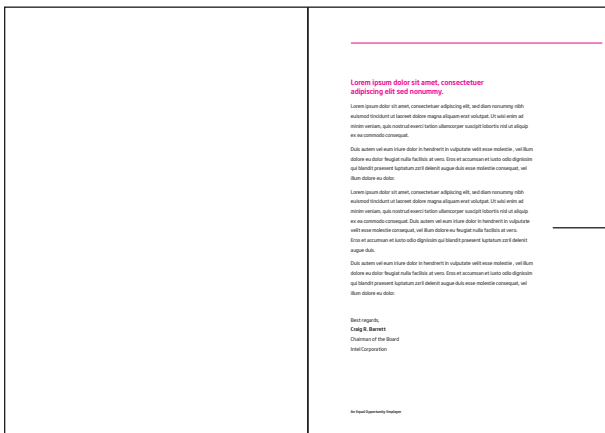 Lorem ipsum dolor sit amet, consectetuer
adipiscing elit sed nonummy.
Lorem ipsum dolor sit amet, consectetuer adipiscing elit, sed diam nonummy nibh
euismod tincidunt ut laoreet dolore magna aliquam erat volutpat. Ut wisi enim ad
minim veniam, quis nostrud exerci tation ullamcorper suscipit lobortis nisl ut aliquip
ex ea commodo consequat.
Duis autem vel eum iriure dolor in hendrerit in vulputate velit esse molestie , vel illum
dolore eu dolor feugiat nulla facilisis at vero. Eros et accumsan et iusto odio dignissim
qui blandit praesent luptatum zzril delenit augue duis esse molestie consequat, vel
illum dolore eu dolor.
Lorem ipsum dolor sit amet, consectetuer adipiscing elit, sed diam nonummy nibh
euismod tincidunt ut laoreet dolore magna aliquam erat volutpat. Ut wisi enim ad
minim veniam, quis nostrud exerci tation ullamcorper suscipit lobortis nisl ut aliquip
ex ea commodo consequat. Duis autem vel eum iriure dolor in hendrerit in vulputate
velit esse molestie consequat, vel illum dolore eu feugiat nulla facilisis at vero.
Eros et accumsan et iusto odio dignissim qui blandit praesent luptatum zzril delenit
augue duis.
Duis autem vel eum iriure dolor in hendrerit in vulputate velit esse molestie , vel illum
dolore eu dolor feugiat nulla facilisis at vero. Eros et accumsan et iusto odio dignissim
qui blandit praesent luptatum zzril delenit augue duis esse molestie consequat, vel
illum dolore eu dolor.
Best regards,
Craig R. Barrett
Chairman of the Board
Intel Corporation
An Equal Opportunity Employer